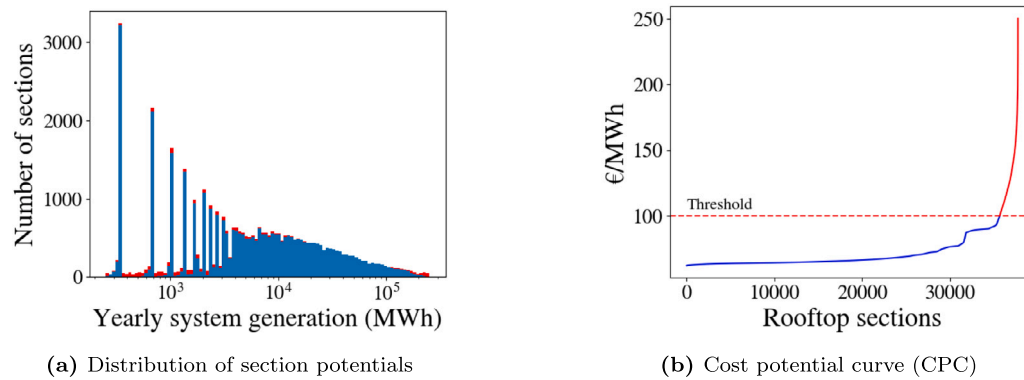 3000
2000
1000
0
Number of sections
10³
10⁴
10⁵
Yearly system generation (MWh)
(a) Distribution of section potentials
250
200
150
100
€/MWh
Threshold
0
10000
20000
30000
Rooftop sections
(b) Cost potential curve (CPC)